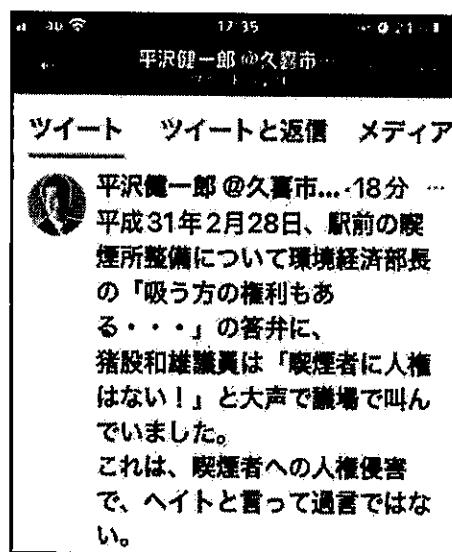 au 17:35 21
平沢健一郎@久喜市…
ツイート ツイートと返信 メディア
平沢健一郎@久喜市... ·18分 …
平成31年2月28日、駅前の喫
煙所整備について環境経済部長
の「吸う方の権利もあ
る・・・」の答弁に、
猪股和雄議員は「喫煙者に人権
はない！」と大声で議場で叫ん
でいました。
これは、喫煙者への人権侵害
で、ヘイトと言って過言ではな
い。